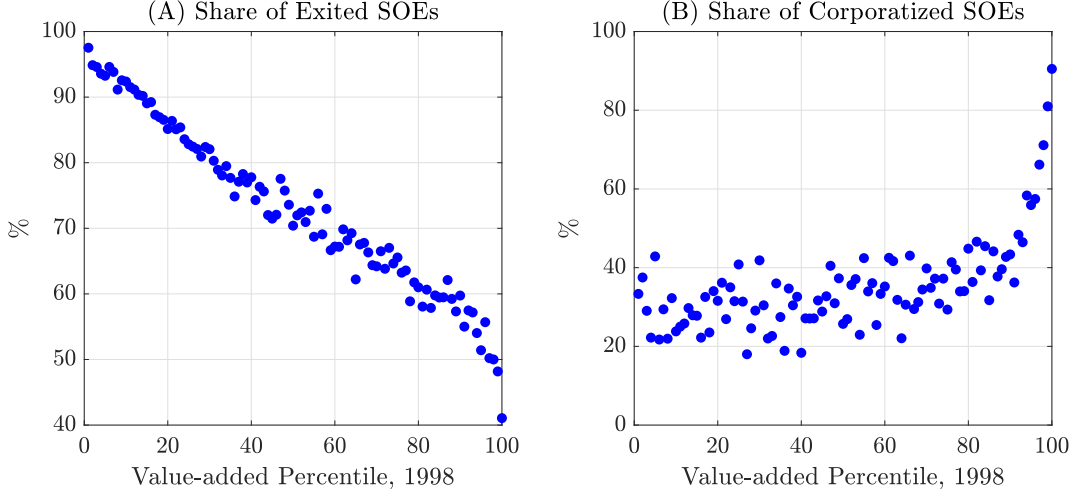 (A) Share of Exited SOEs
100
90
80
70
60
50
40
%
0 20 40 60 80 100
Value-added Percentile, 1998
(B) Share of Corporatized SOEs
100
80
60
40
20
0
%
0 20 40 60 80 100
Value-added Percentile, 1998